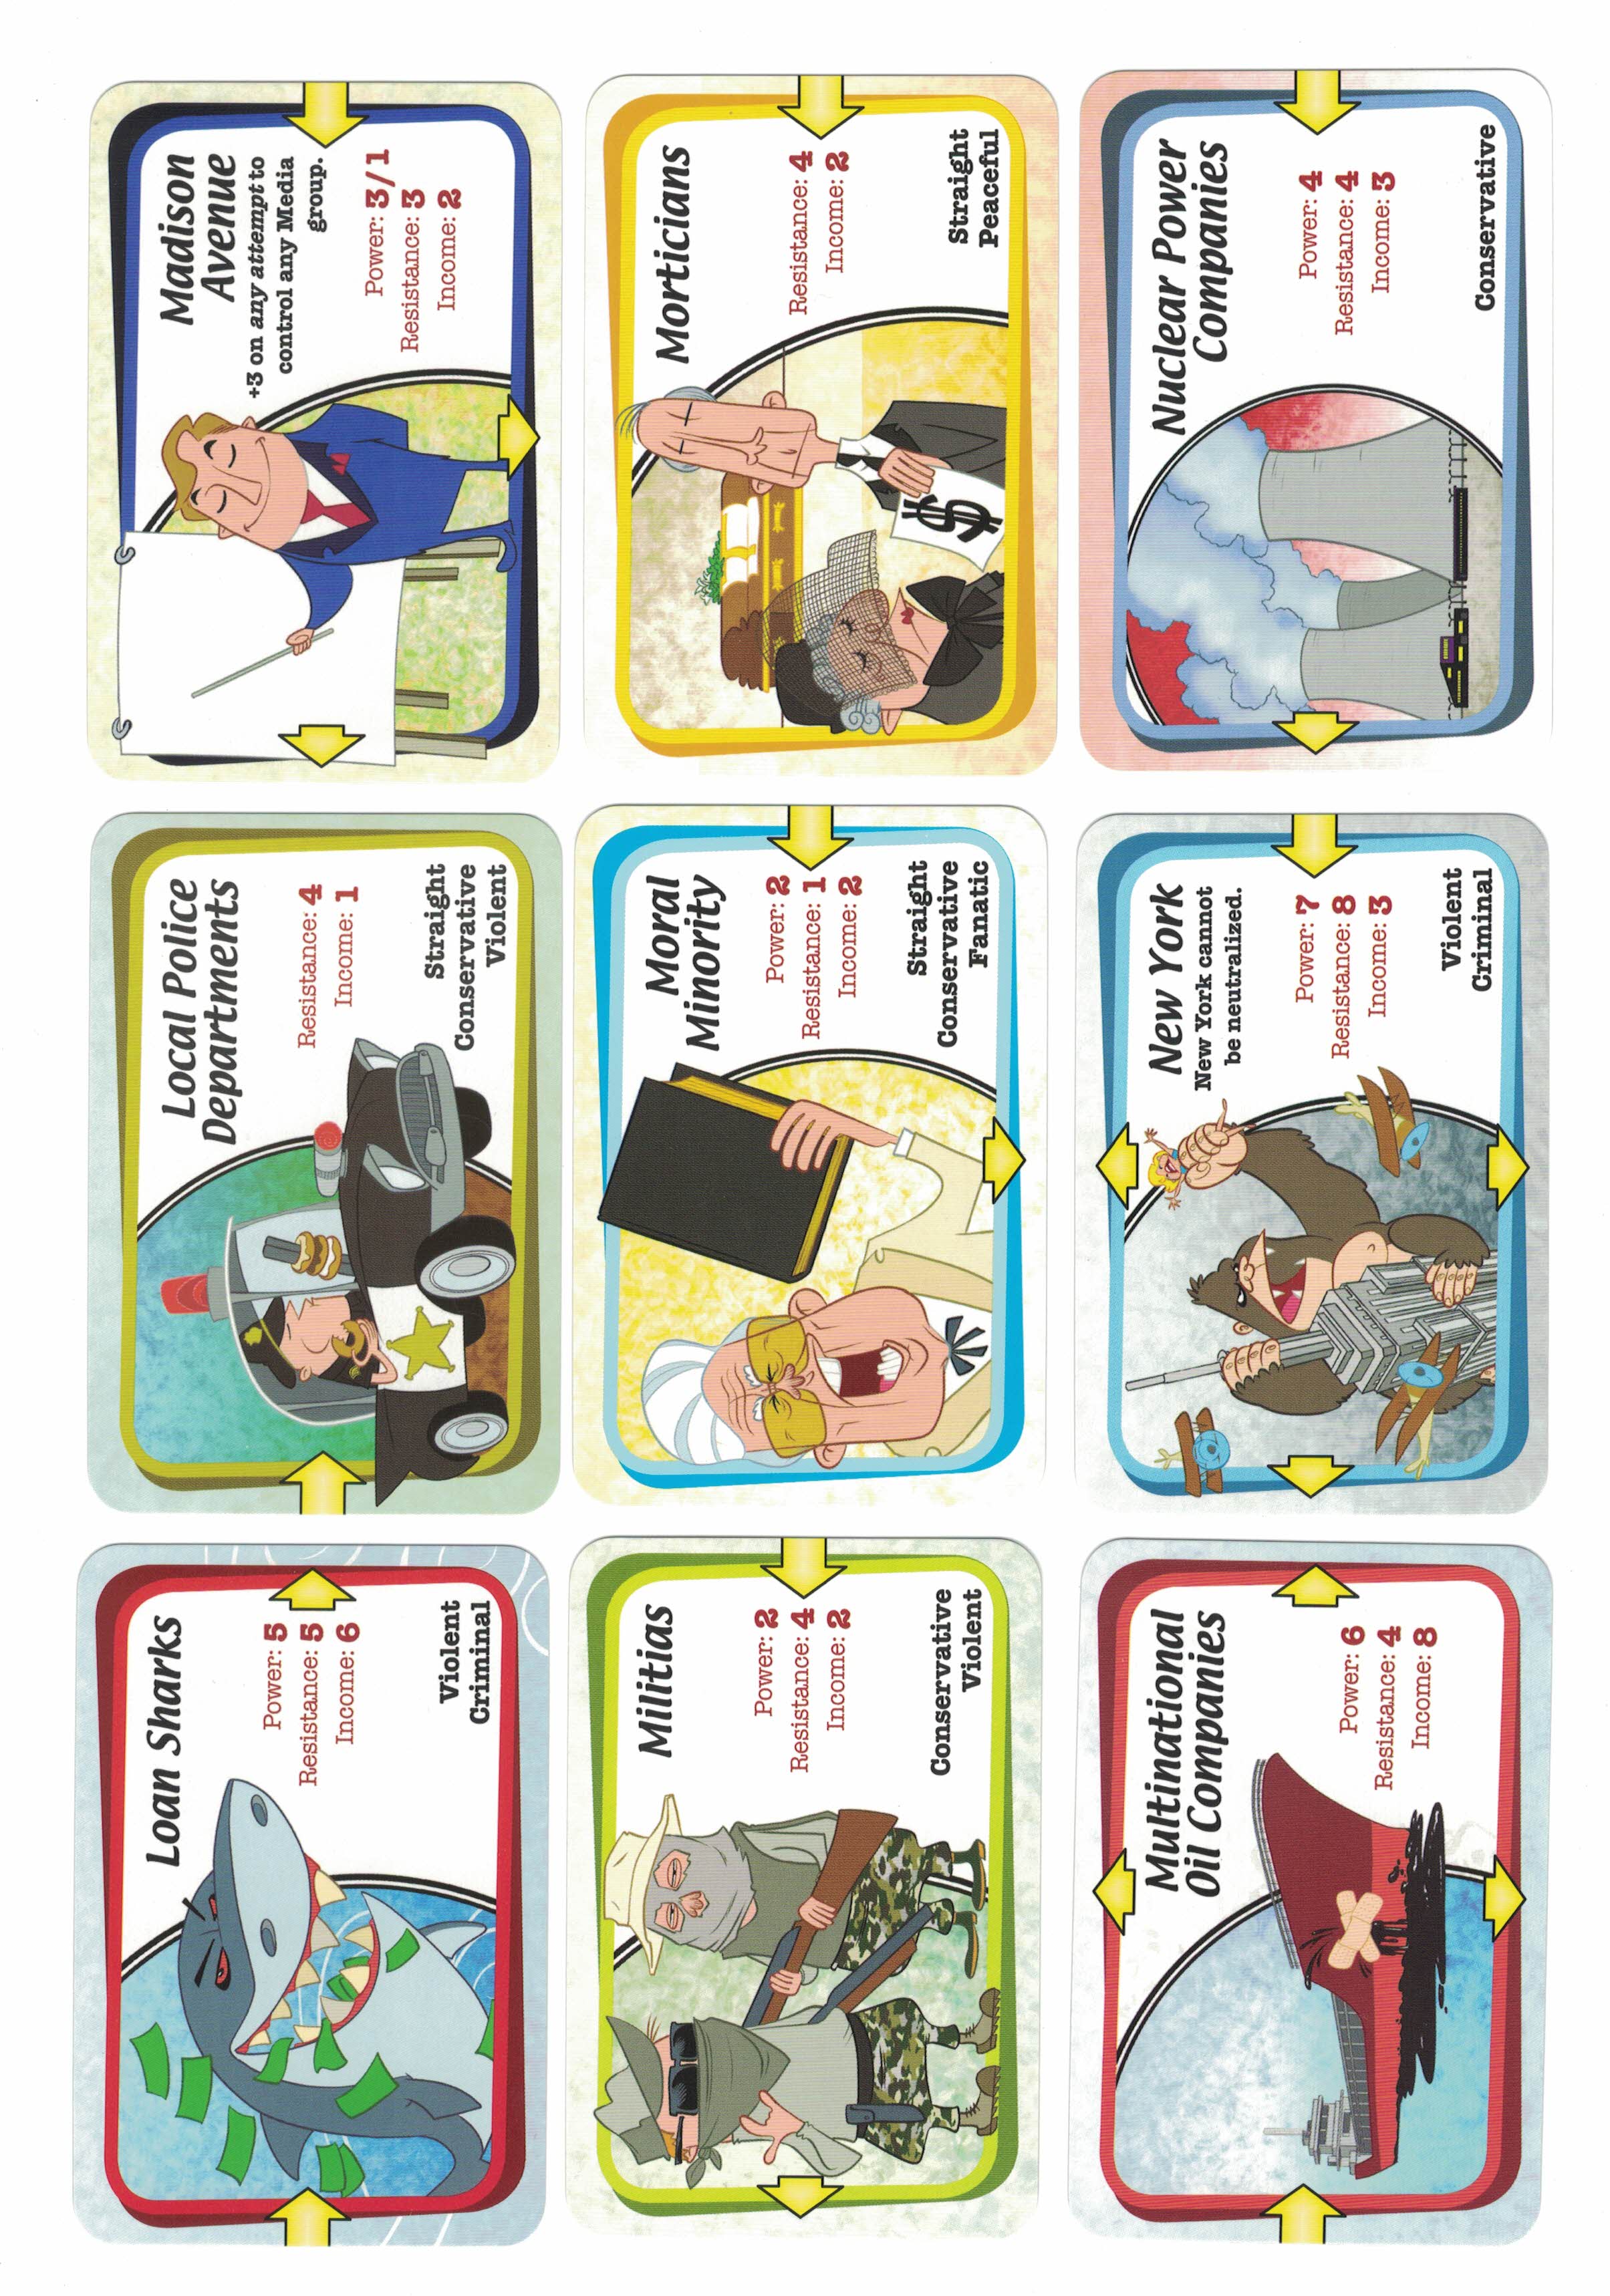 Loan Sharks
Power: 5
Resistance: 5
Income: 6
Violent
Criminal
Local Police
Departments
Resistance: 4
Income: 1
Straight
Conservative
Violent
Madison
Avenue
+3 on any attempt to
control any Media
group.
Power: 3/1
Resistance: 3
Income: 2
Militias
Power: 2
Resistance: 4
Income: 2
Conservative
Violent
Moral
Minority
Power: 2
Resistance: 1
Income: 2
Straight
Conservative
Fanatic
Morticians
Resistance: 4
Income: 2
$
Straight
Peaceful
Multinational
Oil Companies
Power: 6
Resistance: 4
Income: 8
New York
New York cannot
be neutralized.
Power: 7
Resistance: 8
Income: 3
Violent
Criminal
Nuclear Power
Companies
Power: 4
Resistance: 4
Income: 3
Conservative